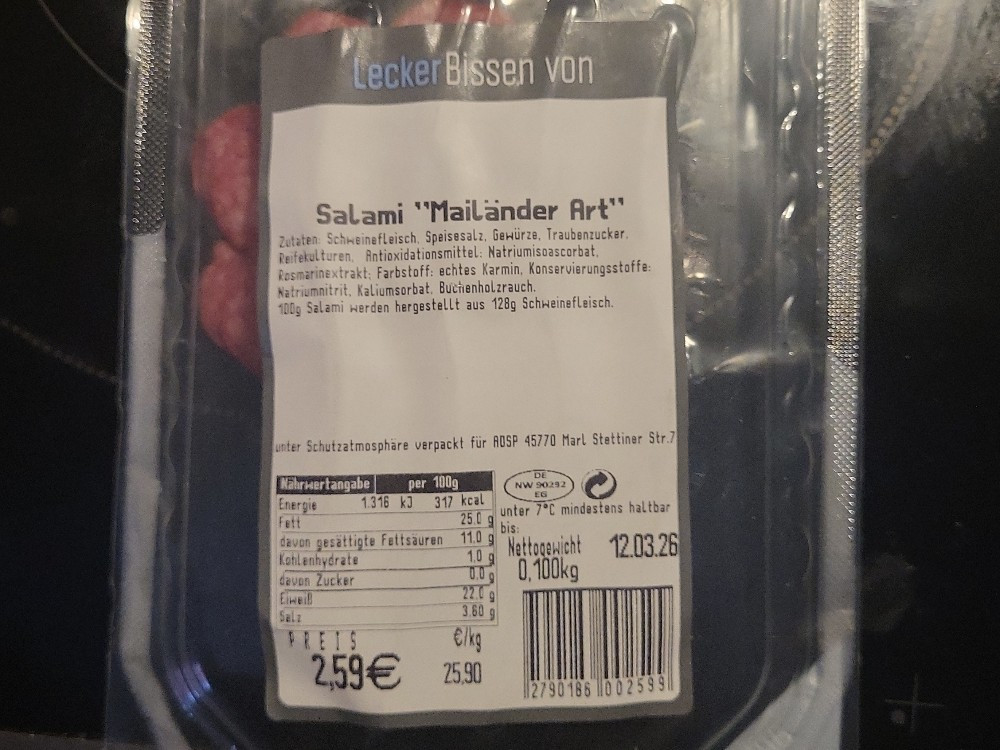 LeckerBissen von
Salami "Mailänder Art"
Zutaten: Schweinefleisch, Speisesalz, Gewürze, Traubenzucker,
Reifekulturen, Antioxidationsmittel: Natriumisoascorbat,
Rosmarinextrakt; Farbstoff: echtes Karmin, Konservierungsstoffe:
Natriumnitrit, Kaliumsorbat, Buchenholzrauch.
100g Salami werden hergestellt aus 128g Schweinefleisch.
unter Schutzatmosphäre verpackt für ADSP 45770 Marl Stettiner Str.7
Nährwertangabe per 100g
Energie 1.316 kJ 317 kcal
Fett 25.0 g
davon gesättigte Fettsäuren 11.0 g
Kohlenhydrate 1.0 g
davon Zucker 0.0 g
Eiweiß 22.0 g
Salz 3.60 g
PREIS €/kg
2,59€ 25,90
DE
NW 90292
EG
unter 7°C mindestens haltbar
bis:
Nettogewicht 12.03.26
0,100kg
2790186 002599